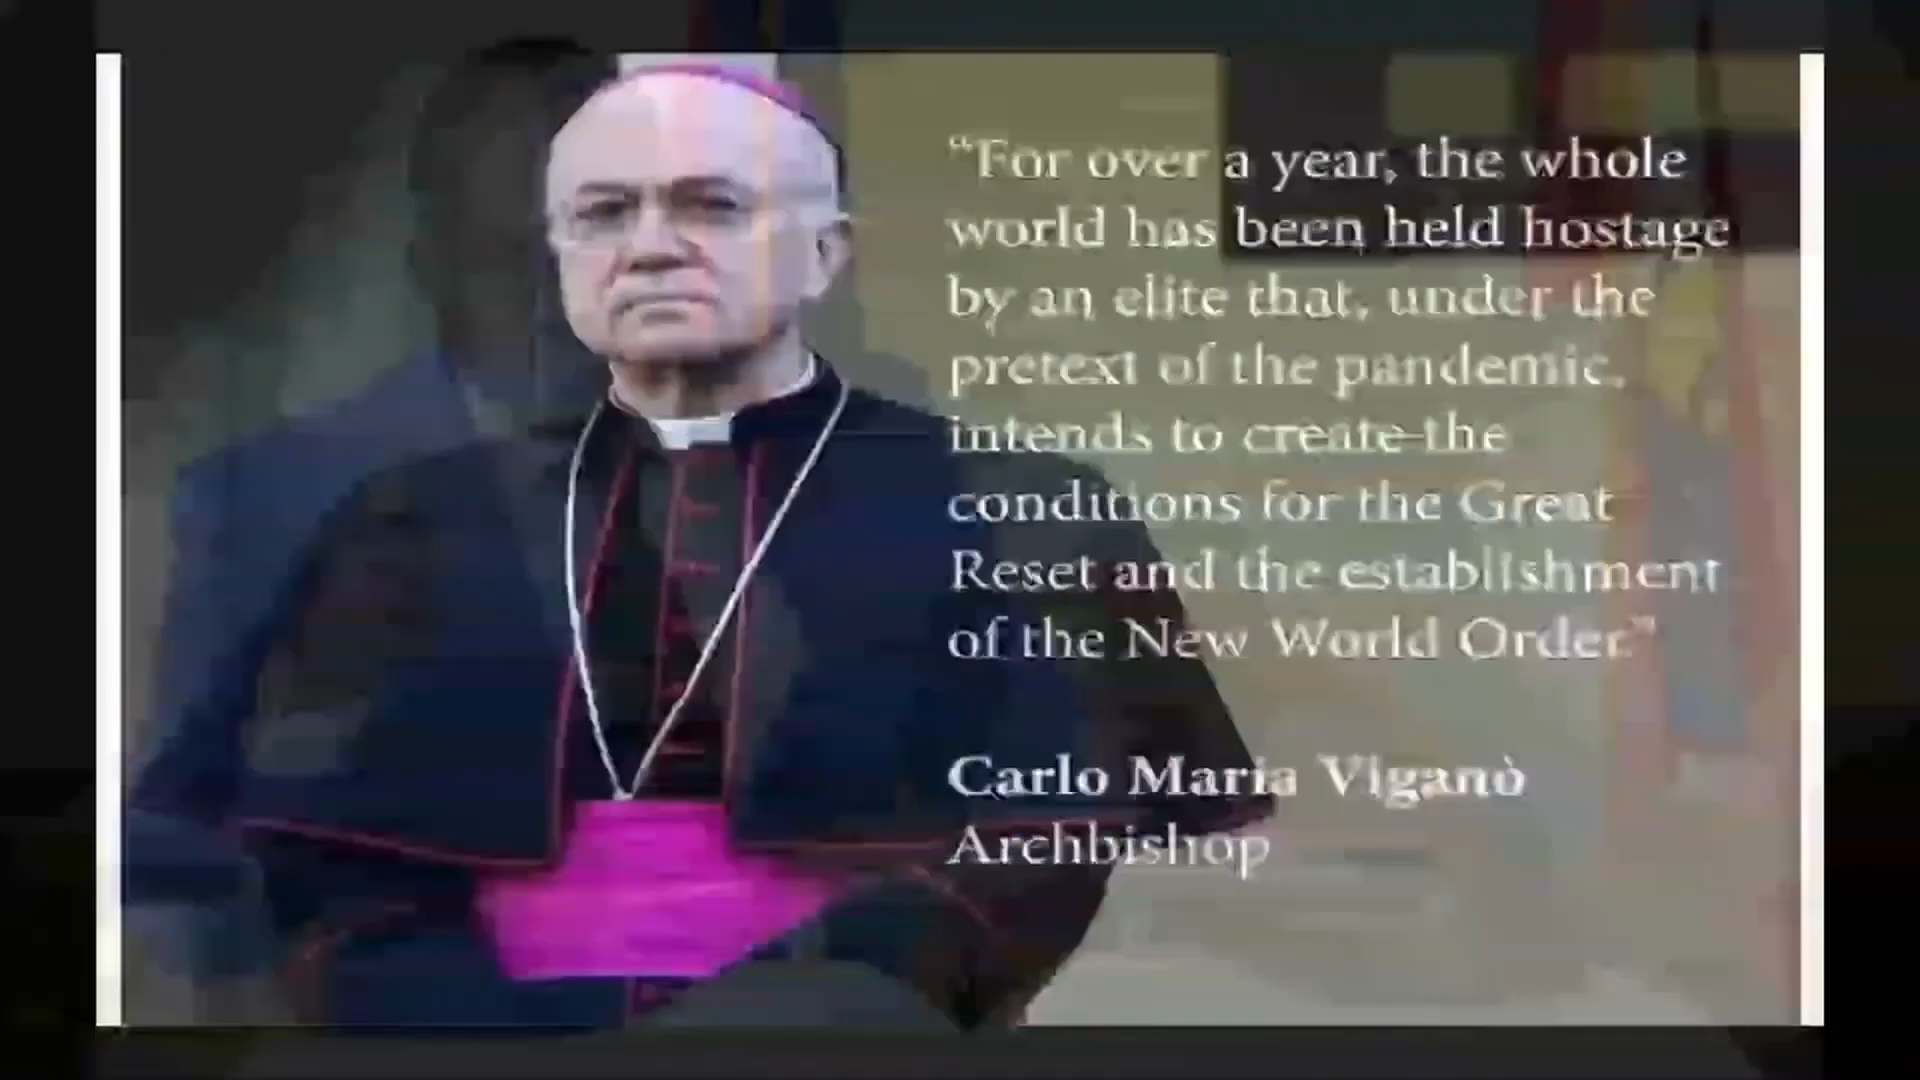 “For over a year, the whole
world has been held hostage
by an elite that, under the
pretext of the pandemic,
intends to create the
conditions for the Great
Reset and the establishment
of the New World Order.”
Carlo Maria Viganò
Archbishop